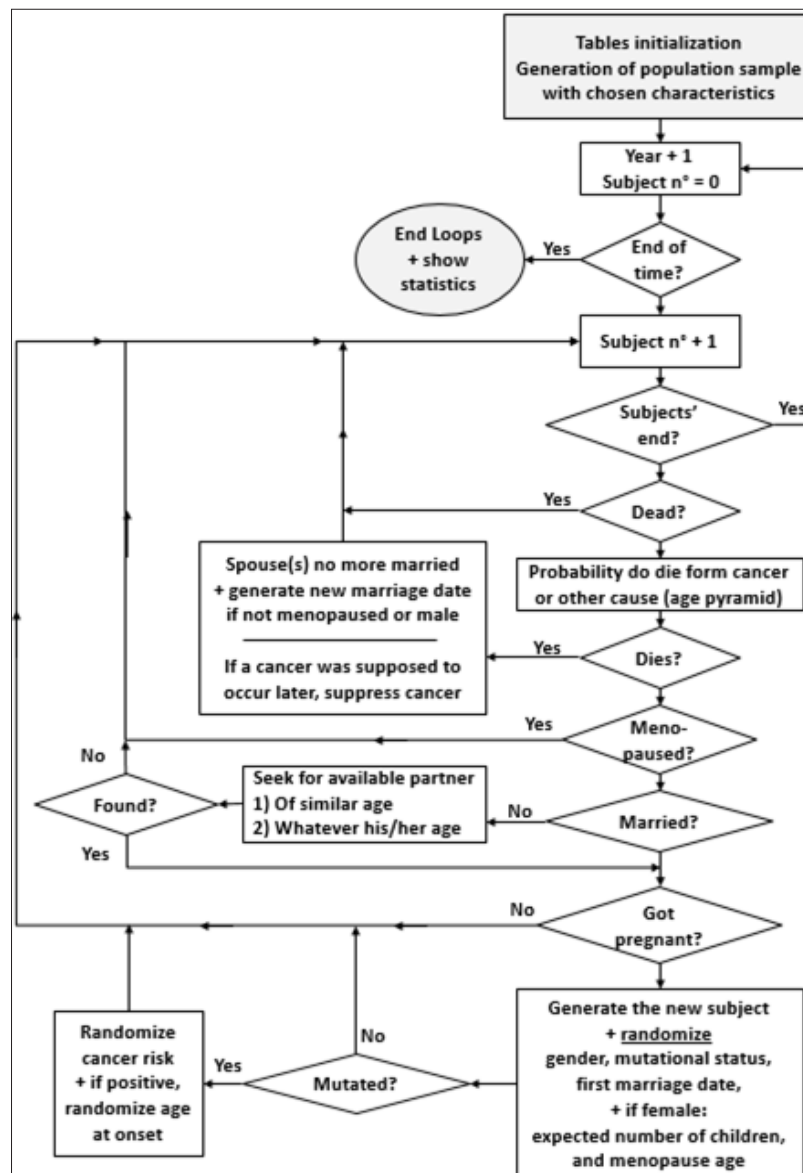 Tables initialization
Generation of population sample
with chosen characteristics
Year + 1
Subject n° = 0
End of
time?
Yes
End Loops
+ show
statistics
Subject n° + 1
Subjects'
end?
Yes
Dead?
Yes
Probability do die form cancer
or other cause (age pyramid)
Spouse(s) no more married
+ generate new marriage date
if not menopaused or male
If a cancer was supposed to
occur later, suppress cancer
Yes
Dies?
Yes
Meno-
paused?
No
Found?
Yes
Seek for available partner
1) Of similar age
2) Whatever his/her age
No
Married?
No
Got
pregnant?
Generate the new subject
+ randomize
gender, mutational status,
first marriage date,
+ if female:
expected number of children,
and menopause age
No
Mutated?
Yes
Randomize
cancer risk
+ if positive,
randomize age
at onset